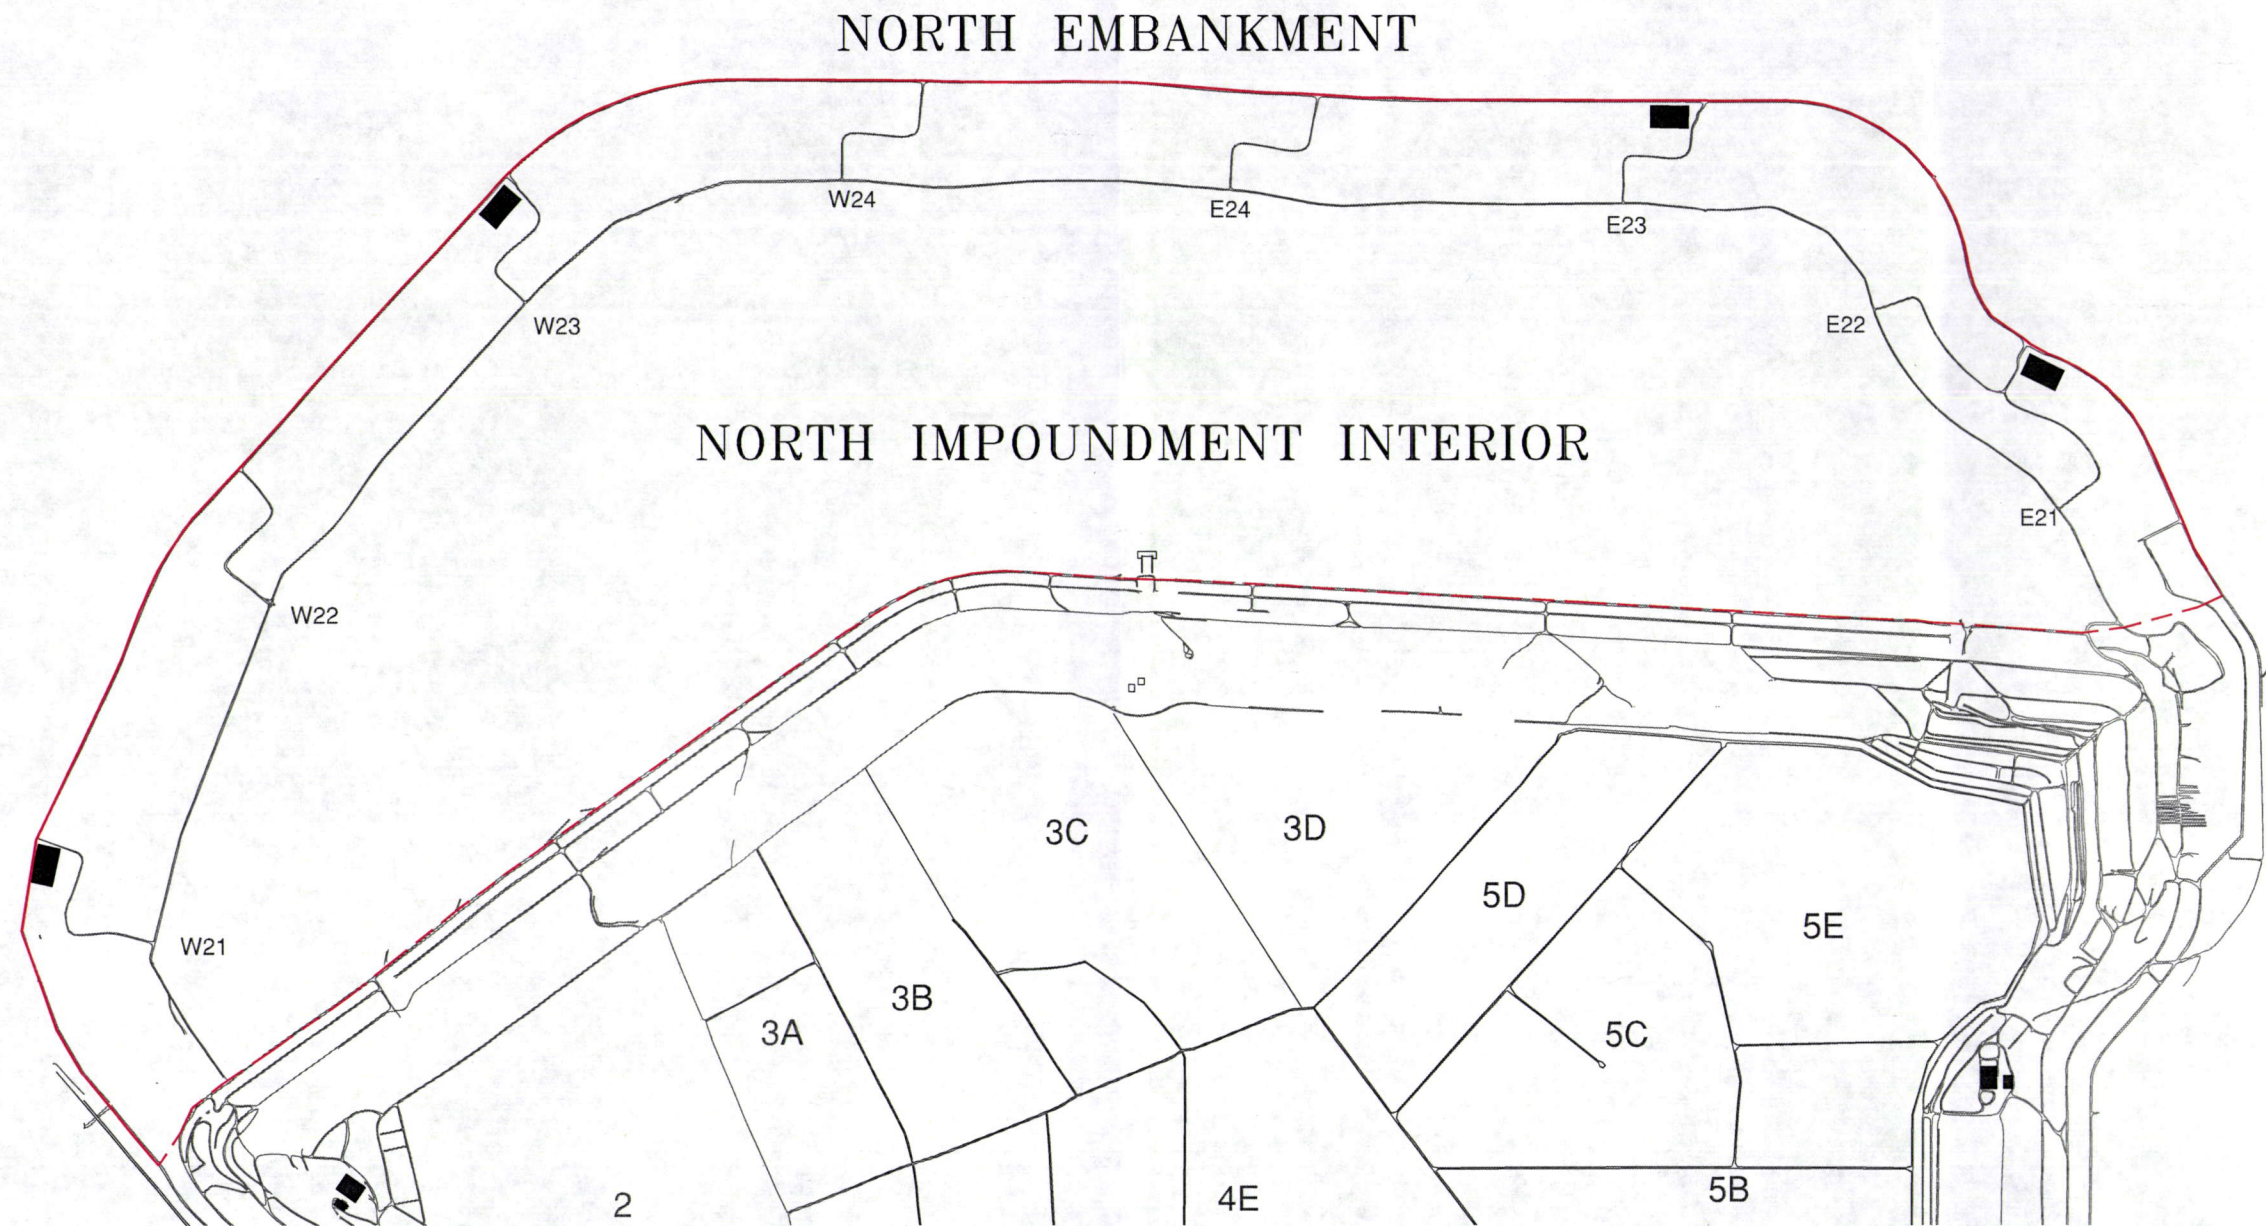 NORTH EMBANKMENT
W24
E24
E23
W23
E22
NORTH IMPOUNDMENT INTERIOR
E21
W22
3C
3D
5D
5E
W21
3B
3A
5C
2
4E
5B